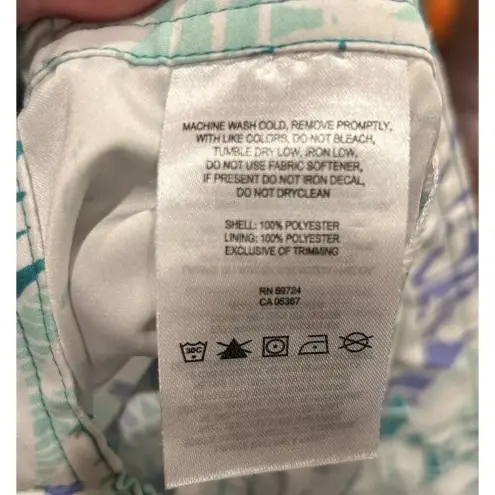 MACHINE WASH COLD, REMOVE PROMPTLY,
WITH LIKE COLORS, DO NOT BLEACH,
TUMBLE DRY LOW, IRON LOW,
DO NOT USE FABRIC SOFTENER,
IF PRESENT DO NOT IRON DECAL,
DO NOT DRYCLEAN
SHELL: 100% POLYESTER
LINING: 100% POLYESTER
EXCLUSIVE OF TRIMMING
RN 69724
CA 05367
30C